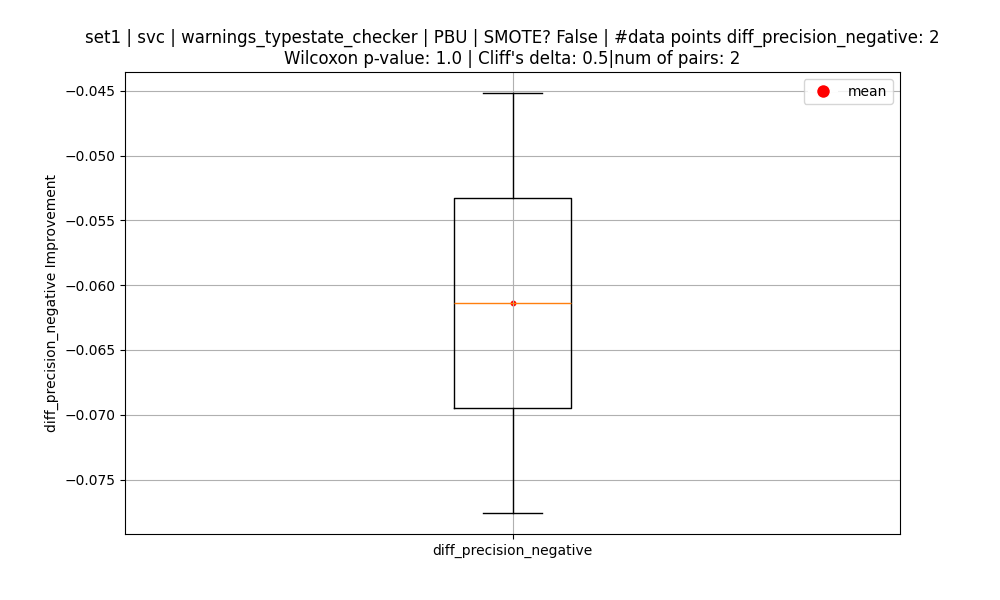 set1 | svc | warnings_typestate_checker | PBU | SMOTE? False | #data points diff_precision_negative: 2
Wilcoxon p-value: 1.0 | Cliff's delta: 0.5|num of pairs: 2
mean
−0.045
−0.050
−0.055
−0.060
−0.065
−0.070
−0.075
diff_precision_negative Improvement
diff_precision_negative